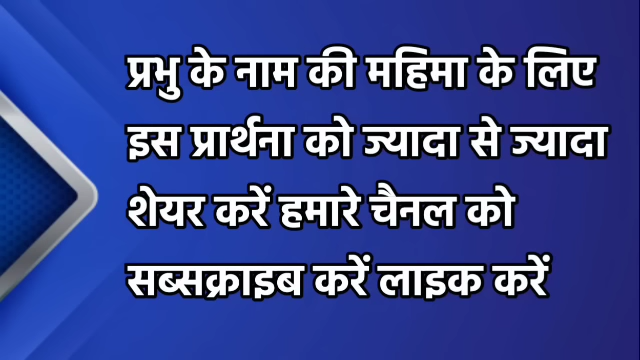 प्रभु के नाम की महिमा के लिए
इस प्रार्थना को ज्यादा से ज्यादा
शेयर करें हमारे चैनल को
सब्सक्राइब करें लाइक करें